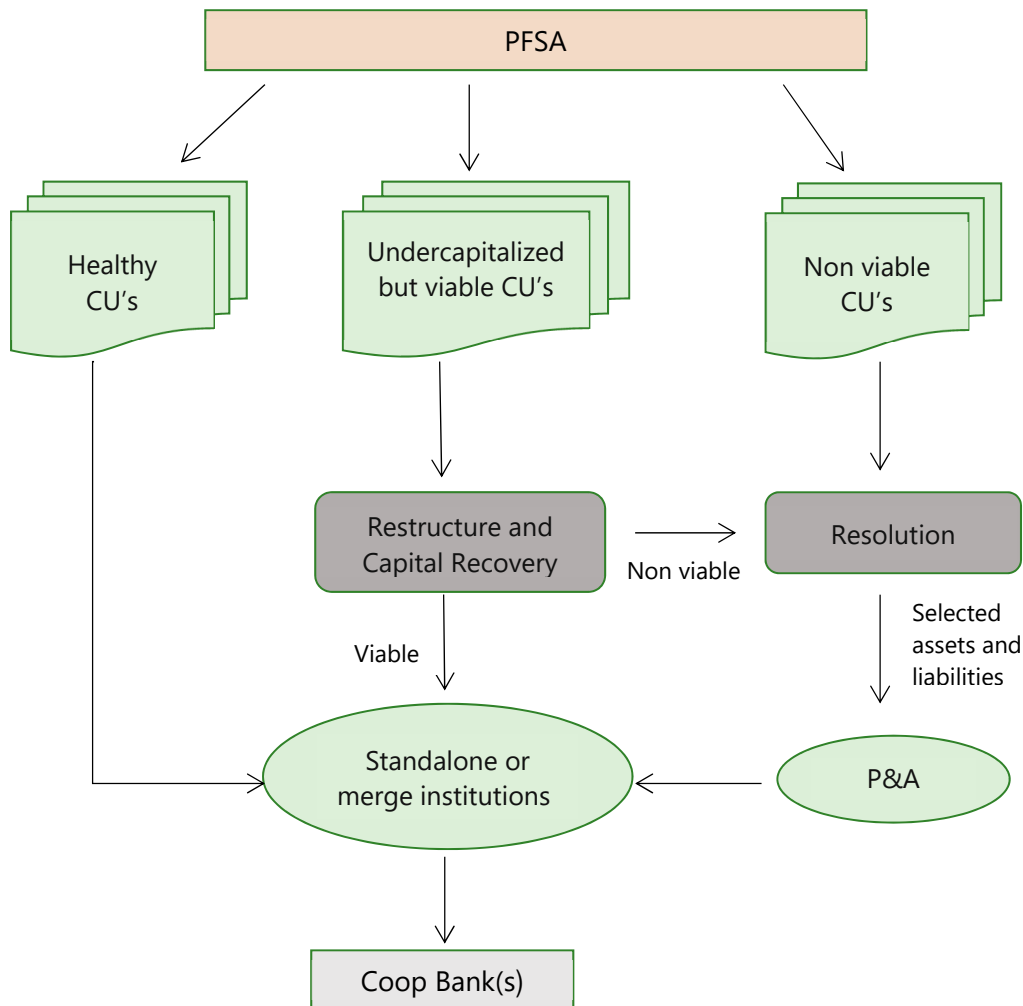 PFSA
Healthy
CU's
Undercapitalized
but viable CU's
Non viable
CU's
Restructure and
Capital Recovery
Non viable
Resolution
Viable
Selected
assets and
liabilities
Standalone or
merge institutions
P&A
Coop Bank(s)